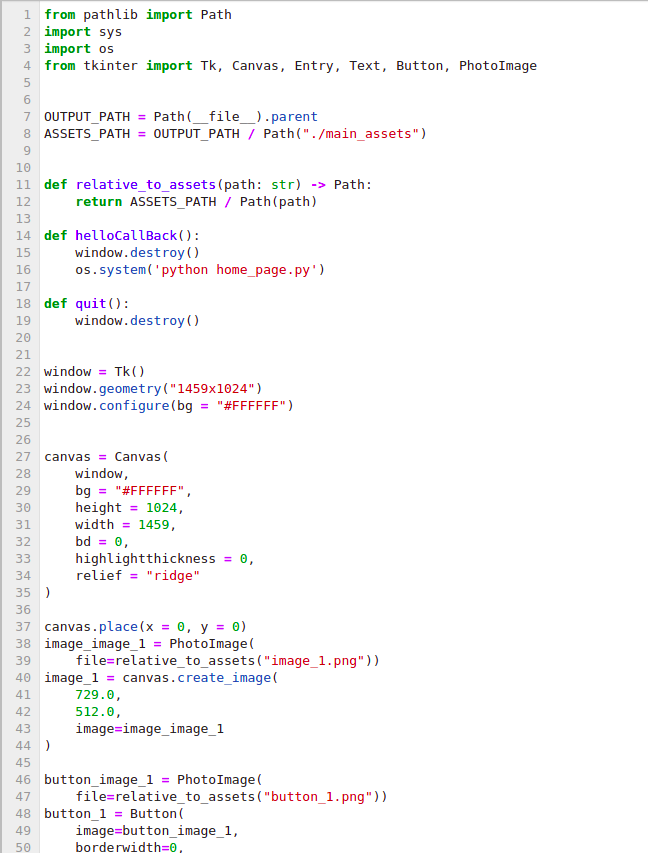 1 from pathlib import Path
2 import sys
3 import os
4 from tkinter import Tk, Canvas, Entry, Text, Button, PhotoImage
5
6
7 OUTPUT_PATH = Path(__file__).parent
8 ASSETS_PATH = OUTPUT_PATH / Path("./main_assets")
9
10
11 def relative_to_assets(path: str) -> Path:
12     return ASSETS_PATH / Path(path)
13
14 def helloCallBack():
15     window.destroy()
16     os.system('python home_page.py')
17
18 def quit():
19     window.destroy()
20
21
22 window = Tk()
23 window.geometry("1459x1024")
24 window.configure(bg = "#FFFFFF")
25
26
27 canvas = Canvas(
28     window,
29     bg = "#FFFFFF",
30     height = 1024,
31     width = 1459,
32     bd = 0,
33     highlightthickness = 0,
34     relief = "ridge"
35 )
36
37 canvas.place(x = 0, y = 0)
38 image_image_1 = PhotoImage(
39     file=relative_to_assets("image_1.png"))
40 image_1 = canvas.create_image(
41     729.0,
42     512.0,
43     image=image_image_1
44 )
45
46 button_image_1 = PhotoImage(
47     file=relative_to_assets("button_1.png"))
48 button_1 = Button(
49     image=button_image_1,
50     borderwidth=0,